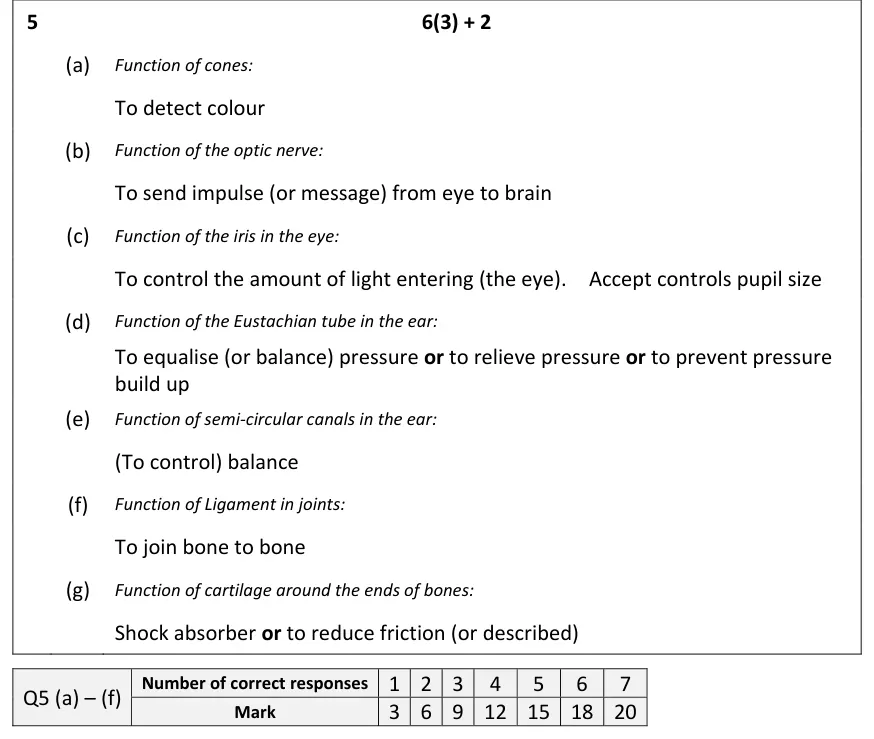 5 6(3) + 2
(a) Function of cones:
To detect colour
(b) Function of the optic nerve:
To send impulse (or message) from eye to brain
(c) Function of the iris in the eye:
To control the amount of light entering (the eye). Accept controls pupil size
(d) Function of the Eustachian tube in the ear:
To equalise (or balance) pressure or to relieve pressure or to prevent pressure
build up
(e) Function of semi-circular canals in the ear:
(To control) balance
(f) Function of Ligament in joints:
To join bone to bone
(g) Function of cartilage around the ends of bones:
Shock absorber or to reduce friction (or described)
Q5 (a) – (f)
Number of correct responses 1 2 3 4 5 6 7
Mark 3 6 9 12 15 18 20